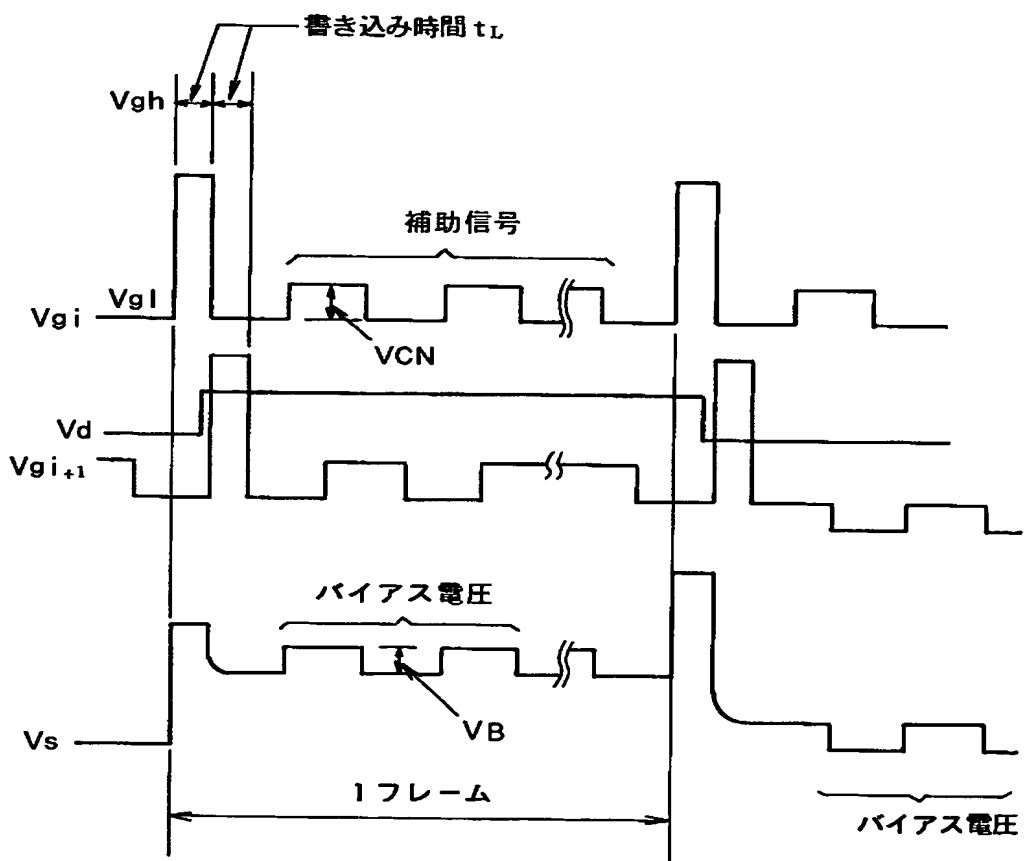 書き込み時間 tL
Vgh
補助信号
Vgl
Vgi
VCN
Vd
Vgi+1
バイアス電圧
VB
Vs
1フレーム
バイアス電圧